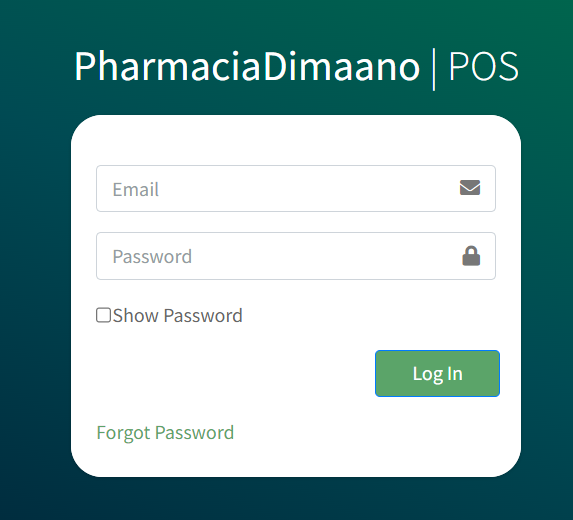 PharmaciaDimaano | POS
Email
Password
Show Password
Log In
Forgot Password